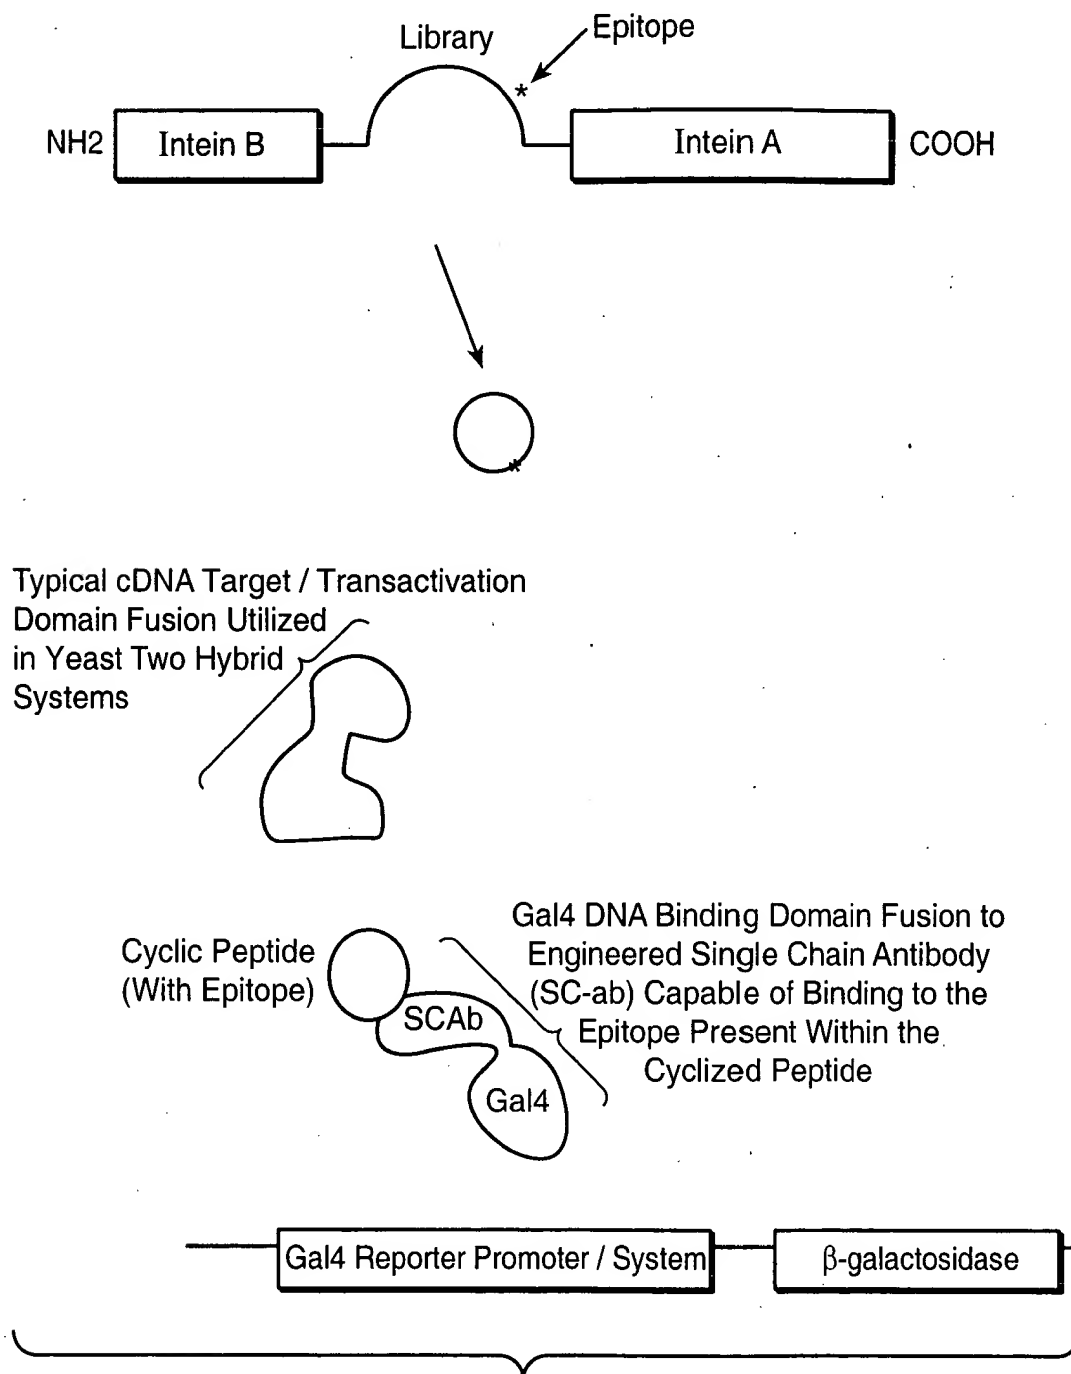 Library
Epitope
*
NH2
Intein B
Intein A
COOH
*
Typical cDNA Target / Transactivation
Domain Fusion Utilized
in Yeast Two Hybrid
Systems
Cyclic Peptide
(With Epitope)
SCAb
Gal4
Gal4 DNA Binding Domain Fusion to
Engineered Single Chain Antibody
(SC-ab) Capable of Binding to the
Epitope Present Within the
Cyclized Peptide
Gal4 Reporter Promoter / System
β-galactosidase